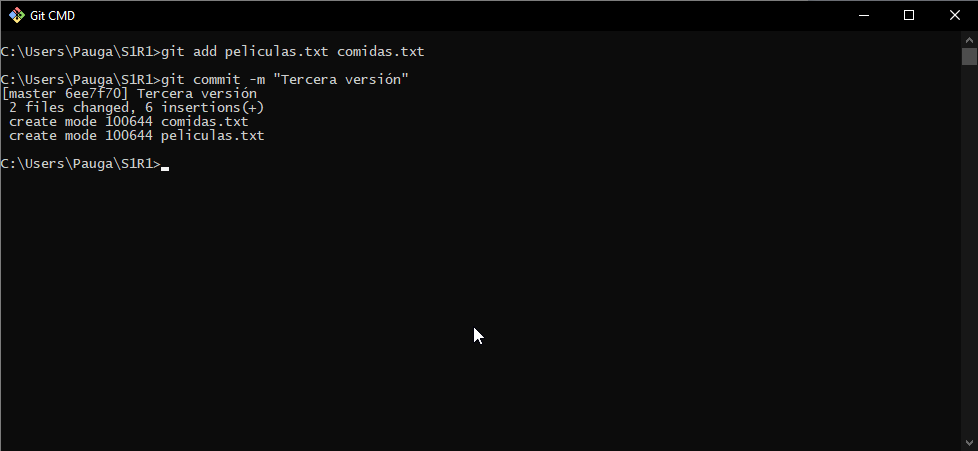 Git CMD
C:\Users\Pauga\S1R1>git add peliculas.txt comidas.txt
C:\Users\Pauga\S1R1>git commit -m "Tercera versión"
[master 6ee7f70] Tercera versión
 2 files changed, 6 insertions(+)
 create mode 100644 comidas.txt
 create mode 100644 peliculas.txt
C:\Users\Pauga\S1R1>